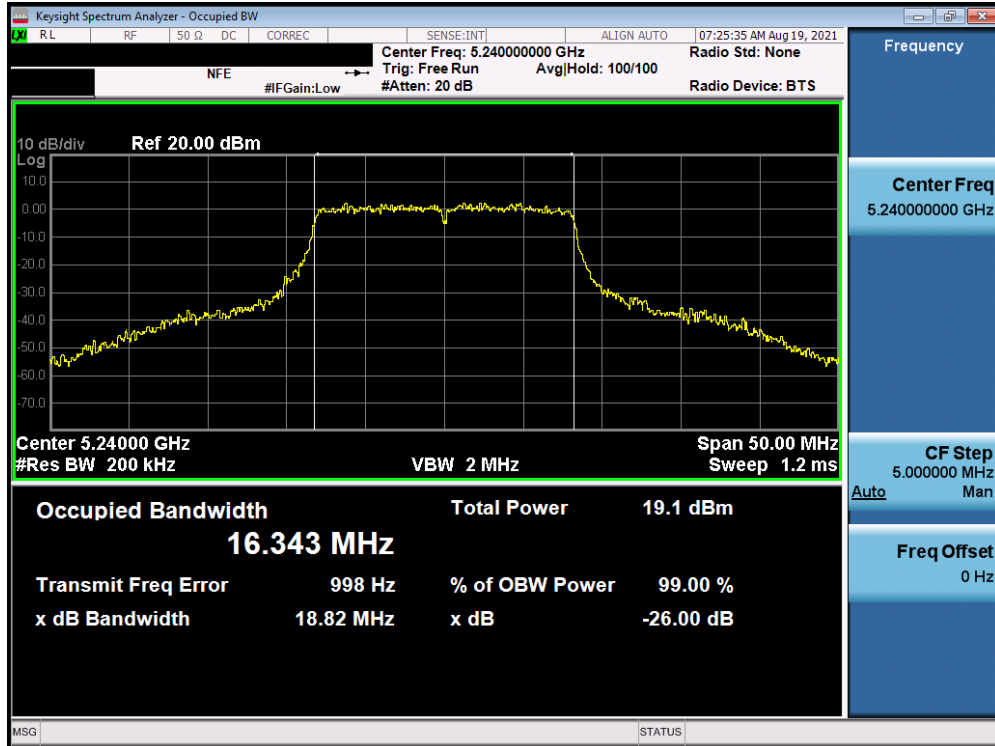 Keysight Spectrum Analyzer - Occupied BW
LXI RL RF 50 Ω DC CORREC SENSE:INT ALIGN AUTO 07:25:35 AM Aug 19, 2021
Center Freq: 5.240000000 GHz Radio Std: None
NFE Trig: Free Run Avg|Hold: 100/100
#IFGain:Low #Atten: 20 dB Radio Device: BTS
Frequency
10 dB/div Ref 20.00 dBm
Log
10.0
0.00
-10.0
-20.0
-30.0
-40.0
-50.0
-60.0
-70.0
Center 5.24000 GHz Span 50.00 MHz
#Res BW 200 kHz VBW 2 MHz Sweep 1.2 ms
Occupied Bandwidth Total Power 19.1 dBm
16.343 MHz
Transmit Freq Error 998 Hz % of OBW Power 99.00 %
x dB Bandwidth 18.82 MHz x dB -26.00 dB
Center Freq
5.240000000 GHz
CF Step
5.000000 MHz
Auto Man
Freq Offset
0 Hz
MSG STATUS